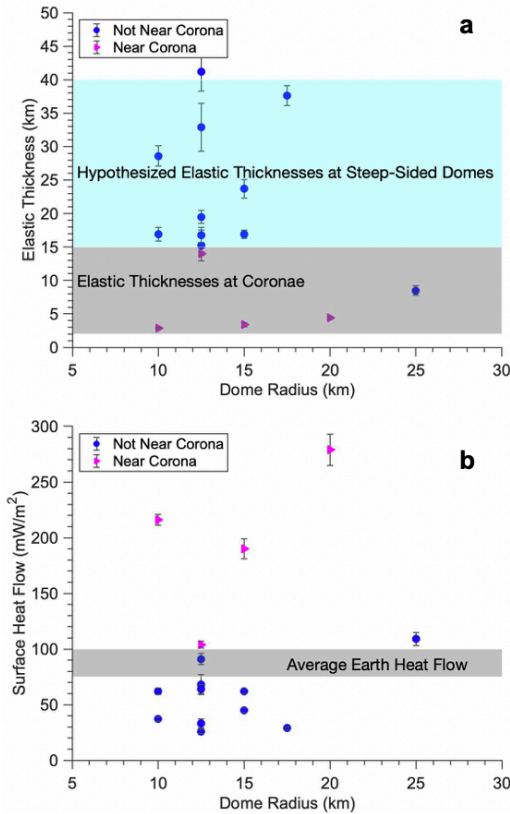 a
50
45
40
35
30
25
20
15
10
5
0
Elastic Thickness (km)
Not Near Corona
Near Corona
Hypothesized Elastic Thicknesses at Steep-Sided Domes
Elastic Thicknesses at Coronae
5 10 15 20 25 30
Dome Radius (km)
b
300
250
200
150
100
50
0
Surface Heat Flow (mW/m²)
Not Near Corona
Near Corona
Average Earth Heat Flow
5 10 15 20 25 30
Dome Radius (km)